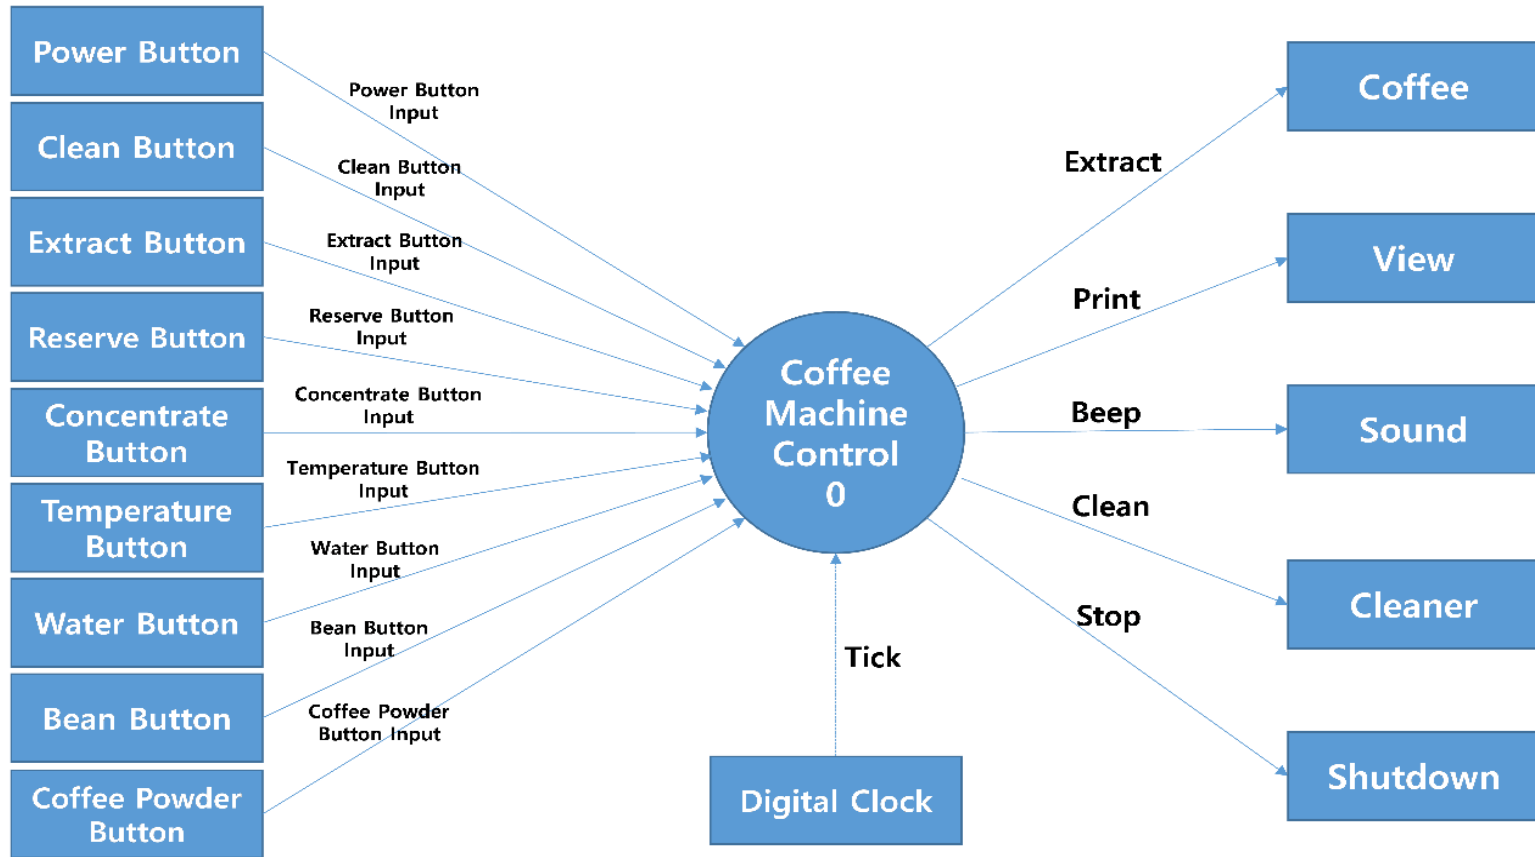 Power Button
Clean Button
Extract Button
Reserve Button
Concentrate
Button
Temperature
Button
Water Button
Bean Button
Coffee Powder
Button
Power Button
Input
Clean Button
Input
Extract Button
Input
Reserve Button
Input
Concentrate Button
Input
Temperature Button
Input
Water Button
Input
Bean Button
Input
Coffee Powder
Button Input
Coffee
Machine
Control
0
Tick
Digital Clock
Extract
Print
Beep
Clean
Stop
Coffee
View
Sound
Cleaner
Shutdown